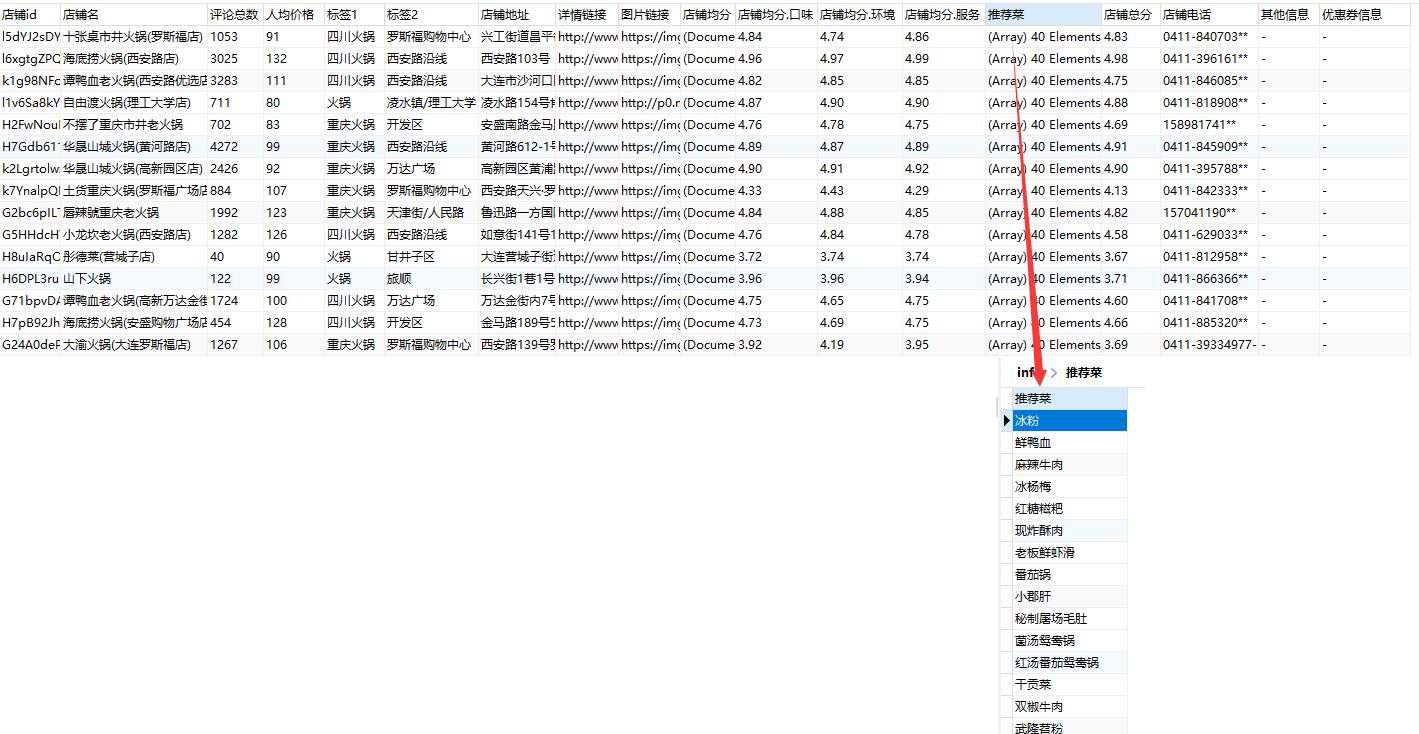 店铺id 店铺名 评论总数 人均价格 标签1 标签2 店铺地址 详情链接 图片链接 店铺均分 店铺均分.口味 店铺均分.环境 店铺均分.服务 推荐菜 店铺总分 店铺电话 其他信息 优惠券信息
l5dYJ2sDY 十张桌市井火锅(罗斯福店) 1053 91 四川火锅 罗斯福购物中心 兴工街道昌平 http://www https://img (Docume 4.84 4.74 4.86 (Array) 40 Elements 4.83 0411-840703** - -
l6xgtgZPQ 海底捞火锅(西安路店) 3025 132 四川火锅 西安路沿线 西安路103号 http://www https://img (Docume 4.96 4.97 4.99 (Array) 40 Elements 4.98 0411-396161** - -
k1g98NFc 谭鸭血老火锅(西安路优选店 3283 111 四川火锅 西安路沿线 大连市沙河口 http://www https://img (Docume 4.82 4.85 4.85 (Array) 40 Elements 4.75 0411-846085** - -
l1v6Sa8kY 自由渡火锅(理工大学店) 711 80 火锅 凌水镇/理工大学 凌水路154号 http://www http://p0.r (Docume 4.87 4.90 4.90 (Array) 40 Elements 4.88 0411-818908** - -
H2FwNoul 不摆了重庆市井老火锅 702 83 重庆火锅 开发区 安盛南路金马 http://www https://img (Docume 4.76 4.78 4.75 (Array) 40 Elements 4.69 158981741** - -
H7Gdb61 华晟山城火锅(黄河路店) 4272 99 重庆火锅 西安路沿线 黄河路612-1号 http://www https://img (Docume 4.89 4.87 4.89 (Array) 40 Elements 4.91 0411-845909** - -
k2Lgrtolw 华晟山城火锅(高新园区店) 2426 92 重庆火锅 万达广场 高新园区黄浦 http://www https://img (Docume 4.90 4.91 4.92 (Array) 40 Elements 4.90 0411-395788** - -
k7YnalpQ 土货重庆火锅(罗斯福广场店 884 107 重庆火锅 罗斯福购物中心 西安路天兴·罗 http://www https://img (Docume 4.33 4.43 4.29 (Array) 40 Elements 4.13 0411-842333** - -
G2bc6pIL 唇辣號重庆老火锅 1992 123 重庆火锅 天津街/人民路 鲁迅路一方国 http://www https://img (Docume 4.84 4.88 4.85 (Array) 40 Elements 4.82 157041190** - -
G5HHdcH 小龙坎老火锅(西安路店) 1282 126 四川火锅 西安路沿线 如意街141号1 http://www https://img (Docume 4.76 4.84 4.78 (Array) 40 Elements 4.58 0411-629033** - -
H8uIaRqC 彤德莱(营城子店) 40 90 火锅 甘井子区 大连营城子街 http://www https://img (Docume 3.72 3.74 3.74 (Array) 40 Elements 3.67 0411-812958** - -
H6DPL3ru 山下火锅 122 99 火锅 旅顺 长兴街1巷1号 http://www https://img (Docume 3.96 3.96 3.94 (Array) 40 Elements 3.71 0411-866366** - -
G71bpvDA 谭鸭血老火锅(高新万达金街 1724 100 四川火锅 万达广场 万达金街内7号 http://www https://img (Docume 4.75 4.65 4.75 (Array) 40 Elements 4.60 0411-841708** - -
H7pB92Jh 海底捞火锅(安盛购物广场店 454 128 四川火锅 开发区 金马路189号5 http://www https://img (Docume 4.73 4.69 4.75 (Array) 40 Elements 4.66 0411-885320** - -
G24A0deF 大渝火锅(大连罗斯福店) 1267 106 重庆火锅 罗斯福购物中心 西安路139号罗 http://www https://img (Docume 3.92 4.19 3.95 (Array) 40 Elements 3.69 0411-39334977- - -
inf > 推荐菜
推荐菜
冰粉
鲜鸭血
麻辣牛肉
冰杨梅
红糖糍粑
现炸酥肉
老板鲜虾滑
番茄锅
小郡肝
秘制屠场毛肚
菌汤鸳鸯锅
红汤番茄鸳鸯锅
干贡菜
双椒牛肉
武隆苕粉